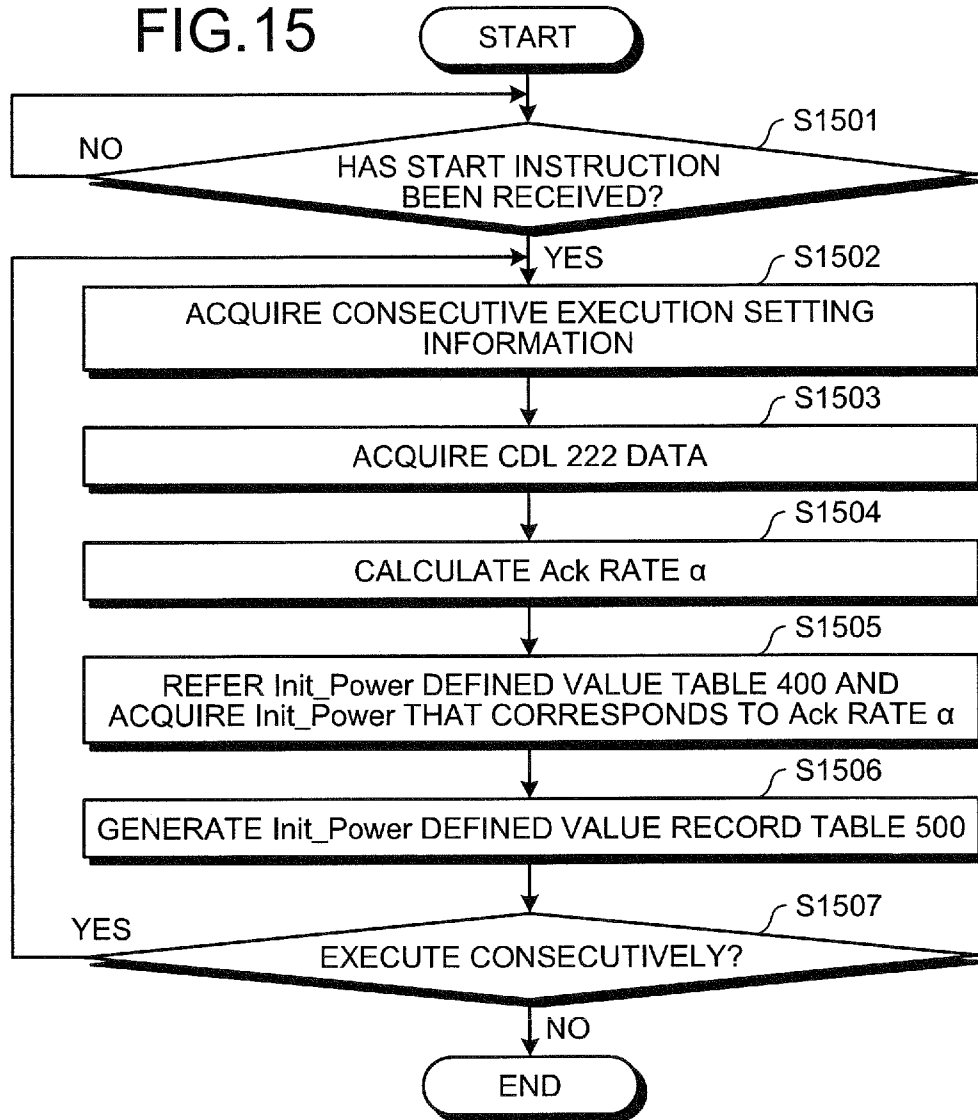 FIG.15
START
S1501
NO
HAS START INSTRUCTION
BEEN RECEIVED?
YES
S1502
ACQUIRE CONSECUTIVE EXECUTION SETTING
INFORMATION
S1503
ACQUIRE CDL 222 DATA
S1504
CALCULATE Ack RATE α
S1505
REFER Init_Power DEFINED VALUE TABLE 400 AND
ACQUIRE Init_Power THAT CORRESPONDS TO Ack RATE α
S1506
GENERATE Init_Power DEFINED VALUE RECORD TABLE 500
S1507
YES
EXECUTE CONSECUTIVELY?
NO
END